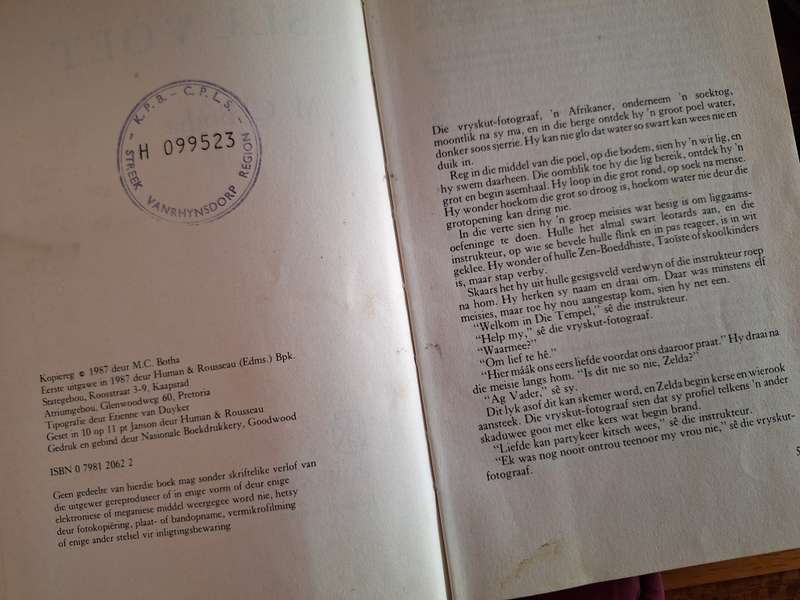 K.P.B. - C.P.L.S.
H 099523
STREEK VANRHYNSDORP REGION
Kopiereg © 1987 deur M.C. Botha
Eerste uitgawe in 1987 deur Human & Rousseau (Edms.) Bpk.
Stategebou, Roosstraat 3-9, Kaapstad
Atriumgebou, Glenwoodweg 60, Pretoria
Tipografie deur Etienne van Duyker
Geset in 10 op 11 pt Janson deur Human & Rousseau
Gedruk en gebind deur Nasionale Boekdrukkery, Goodwood
ISBN 0 7981 2062 2
Geen gedeelte van hierdie boek mag sonder skriftelike verlof van
die uitgewer gereproduseer of in enige vorm of deur enige
elektroniese of meganiese middel weergegee word nie, hetsy
deur fotokopiëring, plaat- of bandopname, vermikrofilming
of enige ander stelsel vir inligtingsbewaring
Die vryskut-fotograaf, 'n Afrikaner, onderneem 'n soektog,
moontlik na sy ma, en in die berge ontdek hy 'n groot poel water,
donker soos sjerrie. Hy kan nie glo dat water so swart kan wees nie en
duik in.
Reg in die middel van die poel, op die bodem, sien hy 'n wit lig, en
hy swem daarheen. Die oomblik toe hy die lig bereik, ontdek hy 'n
grot en begin asemhaal. Hy loop in die grot rond, op soek na mense.
Hy wonder hoekom die grot so droog is, hoekom water nie deur die
grotopening kan dring nie.
In die verte sien hy 'n groep meisies wat besig is om liggaams-
oefeninge te doen. Hulle het almal swart leotards aan, en die
instrukteur, op wie se bevele hulle flink en in pas reageer, is in wit
geklee. Hy wonder of hulle Zen-Boeddhiste, Taoïste of skoolkinders
is, maar stap verby.
Skaars het hy uit hulle gesigsveld verdwyn of die instrukteur roep
na hom. Hy herken sy naam en draai om. Daar was minstens elf
meisies, maar toe hy nou aangestap kom, sien hy net een.
"Welkom in Die Tempel," sê die instrukteur.
"Help my," sê die vryskut-fotograaf.
"Waarmee?"
"Om lief te hê."
"Hier máák ons eers liefde voordat ons daaroor praat." Hy draai na
die meisie langs hom. "Is dit nie so nie, Zelda?"
"Ag Vader," sê sy.
Dit lyk asof dit kan skemer word, en Zelda begin kerse en wierook
aansteek. Die vryskut-fotograaf sien dat sy profiel telkens 'n ander
skaduwee gooi met elke kers wat begin brand.
"Liefde kan partykeer kitsch wees," sê die instrukteur.
"Ek was nog nooit ontrou teenoor my vrou nie," sê die vryskut-
fotograaf.